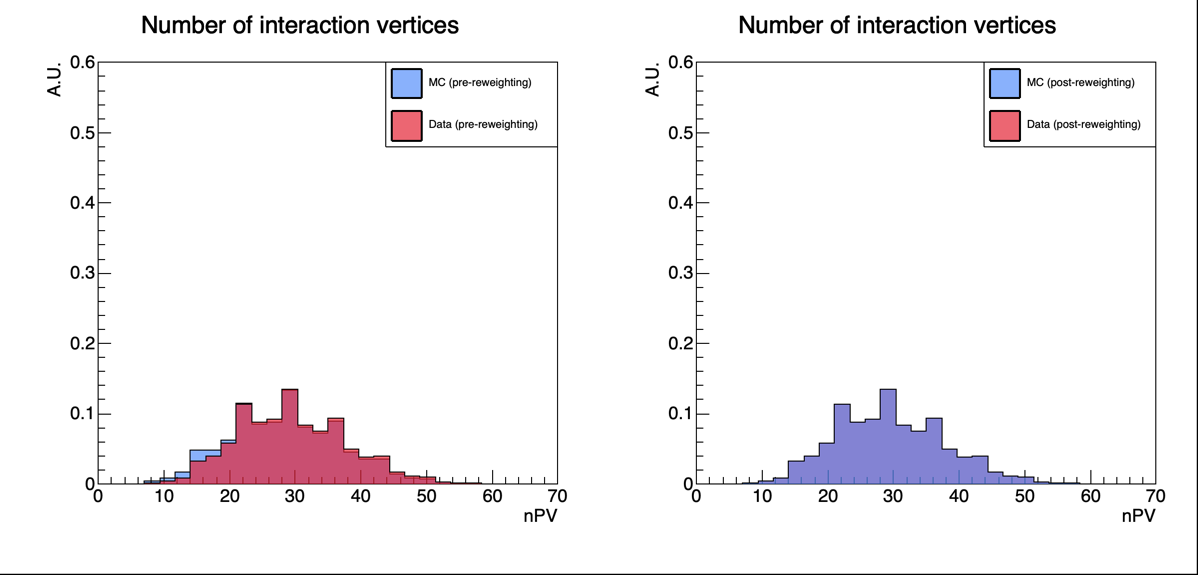 Number of interaction vertices
A.U.
0.6
0.5
0.4
0.3
0.2
0.1
0
MC (pre-reweighting)
Data (pre-reweighting)
0 10 20 30 40 50 60 70
nPV
Number of interaction vertices
A.U.
0.6
0.5
0.4
0.3
0.2
0.1
0
MC (post-reweighting)
Data (post-reweighting)
0 10 20 30 40 50 60 70
nPV